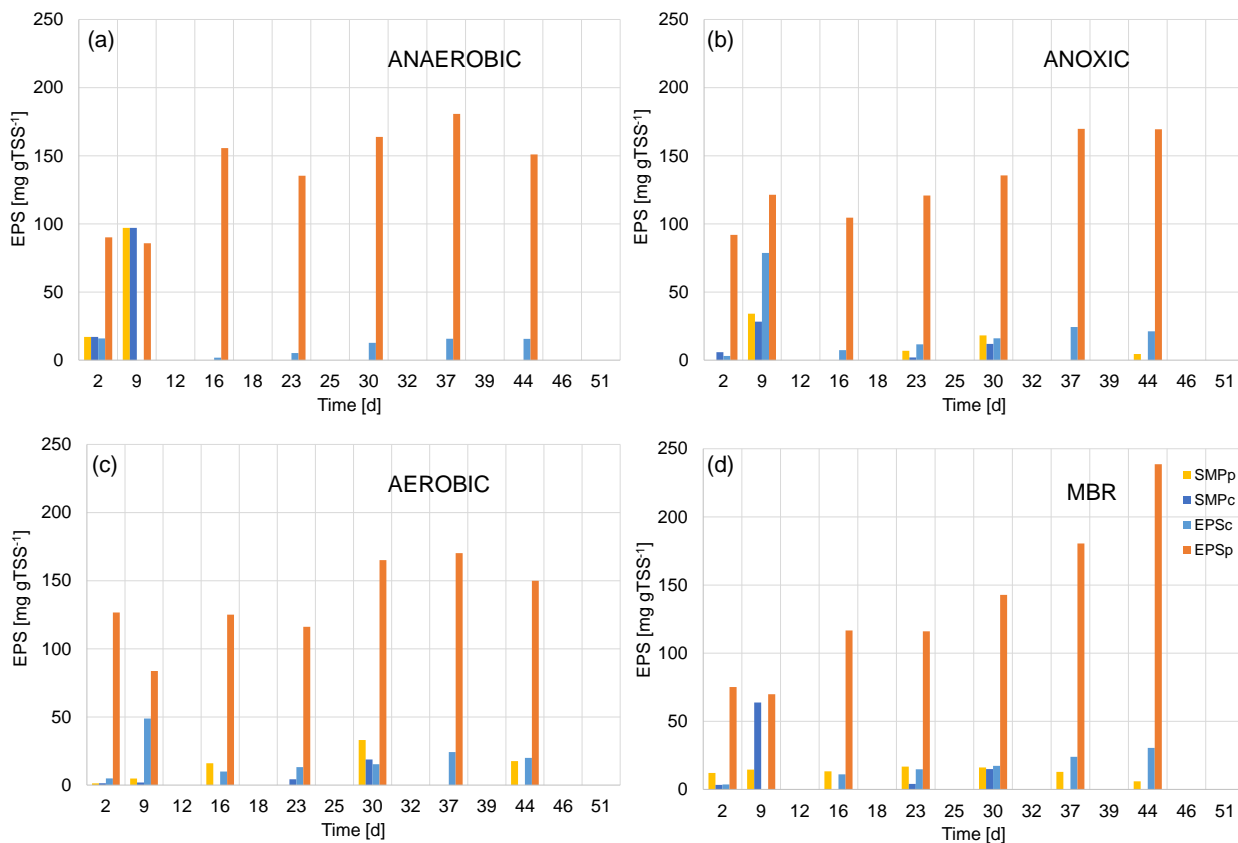 (a)
ANAEROBIC
250
200
150
100
50
0
EPS [mg gTSS-1]
2 9 12 16 18 23 25 30 32 37 39 44 46 51
Time [d]
(b)
ANOXIC
250
200
150
100
50
0
EPS [mg gTSS-1]
2 9 12 16 18 23 25 30 32 37 39 44 46 51
Time [d]
(c)
AEROBIC
250
200
150
100
50
0
EPS [mg gTSS-1]
2 9 12 16 18 23 25 30 32 37 39 44 46 51
Time [d]
(d)
MBR
250
200
150
100
50
0
EPS [mg gTSS-1]
2 9 12 16 18 23 25 30 32 37 39 44 46 51
Time [d]
SMPp
SMPc
EPSc
EPSp